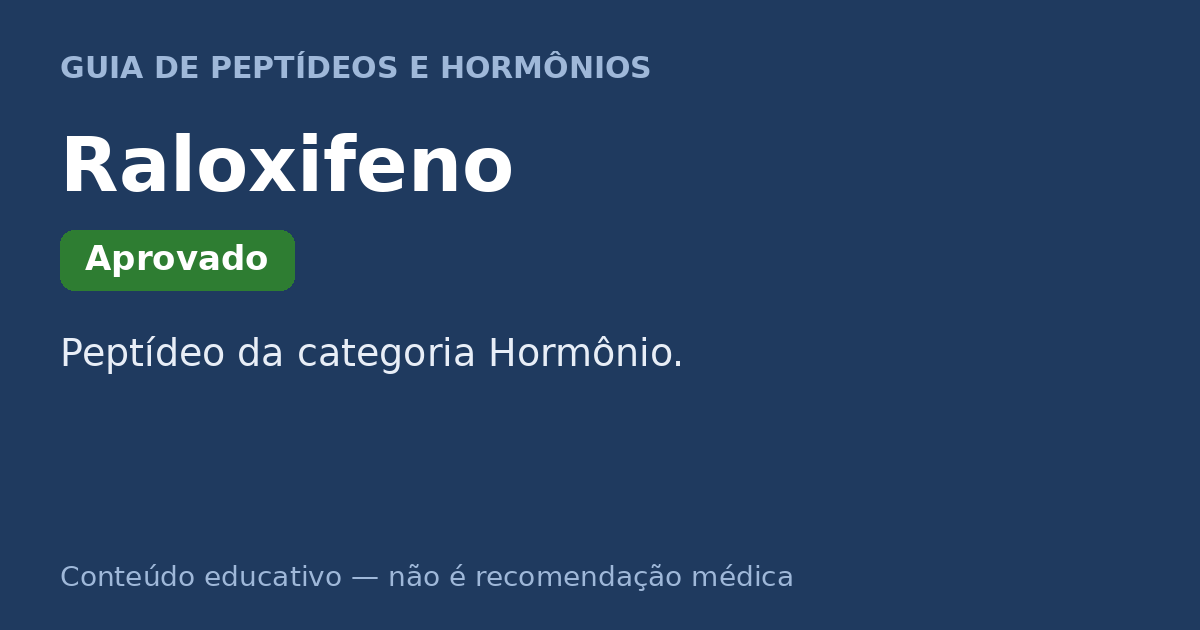 GUIA DE PEPTÍDEOS E HORMÔNIOS
Raloxifeno
Aprovado
Peptídeo da categoria Hormônio.
Conteúdo educativo — não é recomendação médica